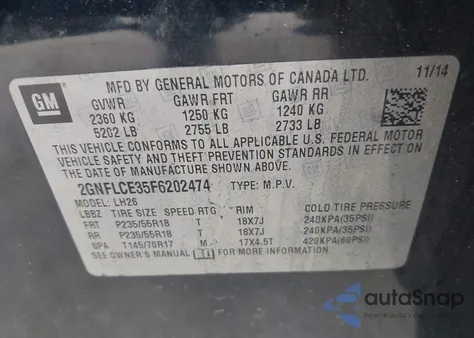 GM
MFD BY GENERAL MOTORS OF CANADA LTD. 11/14
GVWR GAWR FRT GAWR RR
2360 KG 1250 KG 1240 KG
5202 LB 2755 LB 2733 LB
THIS VEHICLE CONFORMS TO ALL APPLICABLE U.S. FEDERAL MOTOR
VEHICLE SAFETY, BUMPER, AND THEFT PREVENTION STANDARDS IN EFFECT ON
THE DATE OF MANUFACTURE SHOWN ABOVE.
2GNFLCE35F6202474 TYPE: M.P.V.
MODEL: LH26
LBBZ TIRE SIZE SPEED RTG RIM COLD TIRE PRESSURE
FRT P235/55R18 T 18X7J 240KPA(35PSI)
RR P235/55R18 T 18X7J 240KPA(35PSI)
SPA T145/70R17 M 17X4.5T 420KPA(60PSI)
SEE OWNER'S MANUAL FOR MORE INFORMATION.
autoSnap